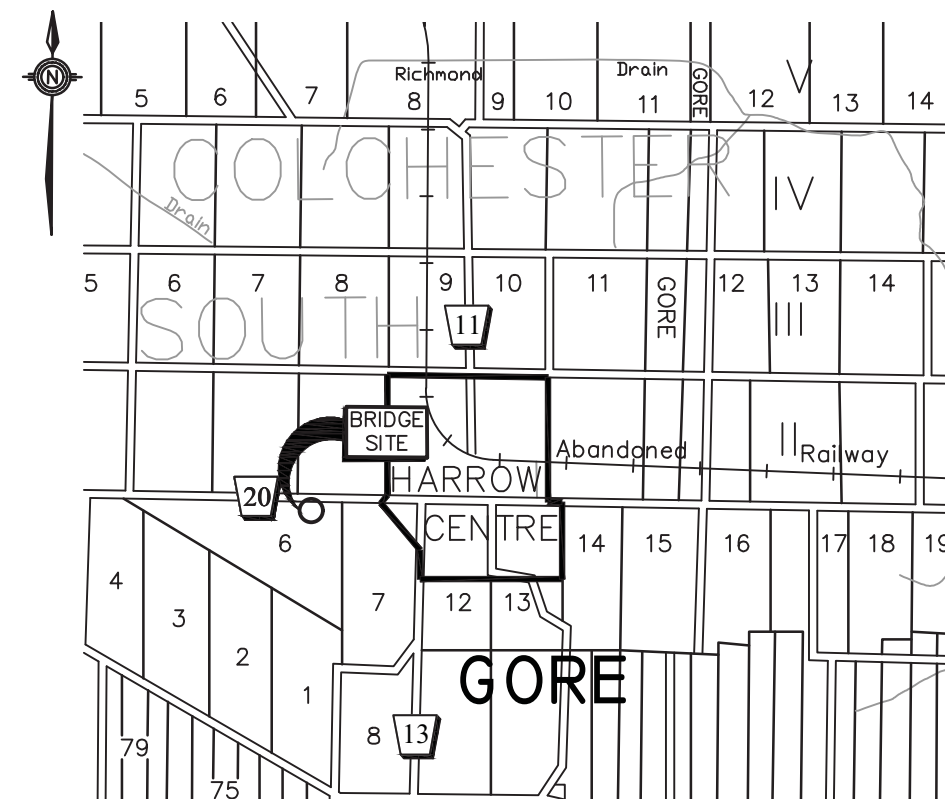 N
Richmond
Drain
GORE
V
5 6 7 8 9 10 11 12 13 14
COLCHESTER
IV
Drain
5 6 7 8 9 10 11 12 13 14
GORE
SOUTH
11
III
BRIDGE
SITE
II
Abandoned Railway
HARROW
20
CENTRE
6 14 15 16 17 18 19
4 3 7 12 13
2
1
GORE
8 13
79
75